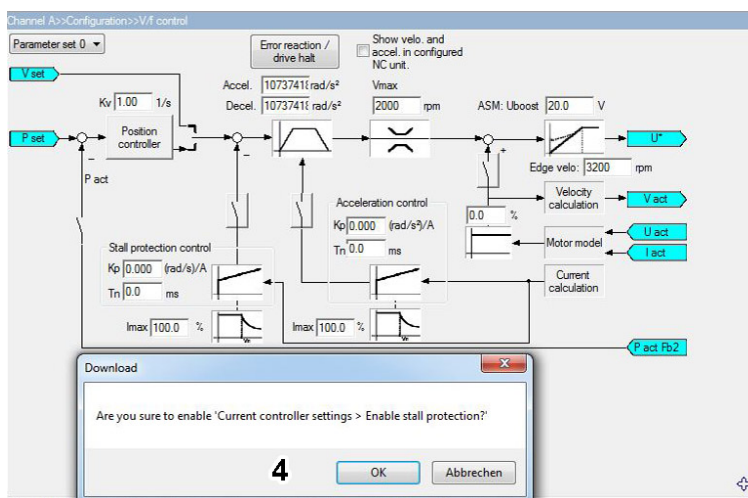 Channel A>>Configuration>>V/f control
Parameter set 0
Error reaction / drive halt
Show velo. and accel. in configured NC unit.
V set
Accel. 1073741 rad/s²
Vmax
Kv 1.00 1/s
Decel. 1073741 rad/s²
2000 rpm
ASM: Uboost 20.0 V
P set
Position controller
U*
P act
Edge velo: 3200 rpm
Velocity calculation
V act
Acceleration control
0.0 %
Kp 0.000 (rad/s²)/A
U act
Stall protection control
Tn 0.0 ms
Motor model
I act
Kp 0.000 (rad/s)/A
Tn 0.0 ms
Current calculation
Imax 100.0 %
Imax 100.0 %
P act Fb2
Download
Are you sure to enable 'Current controller settings > Enable stall protection?'
4
OK
Abbrechen